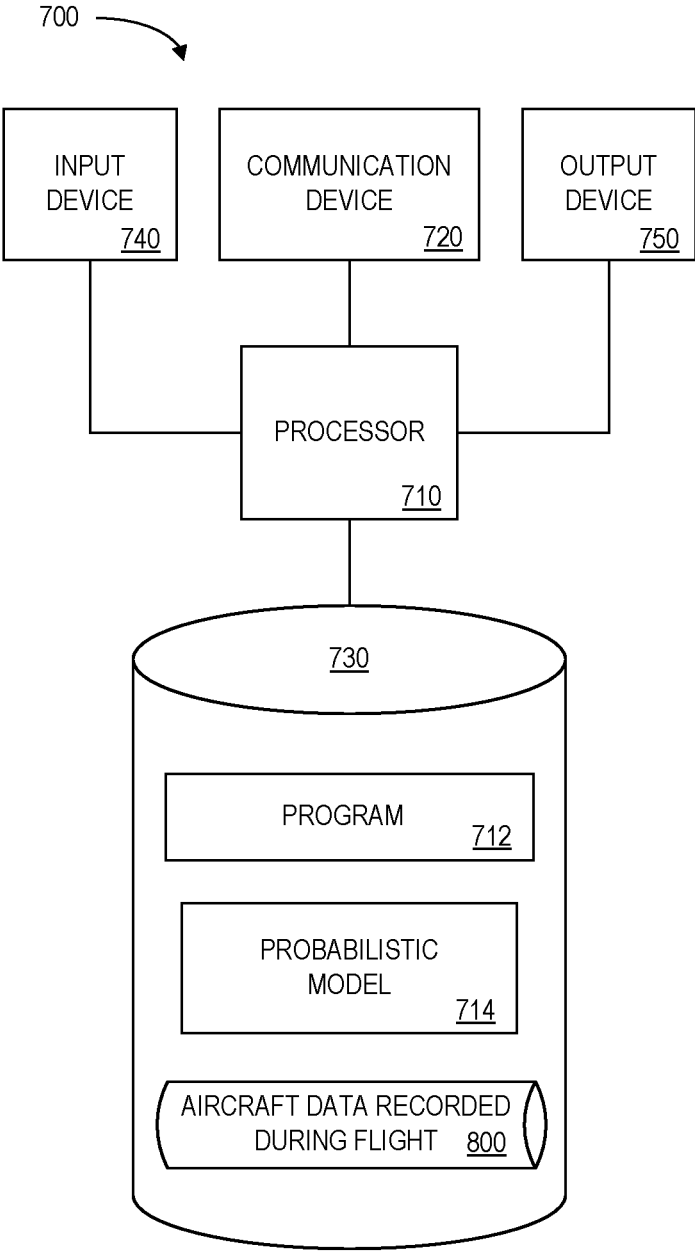 700
INPUT
DEVICE
740
COMMUNICATION
DEVICE
720
OUTPUT
DEVICE
750
PROCESSOR
710
730
PROGRAM
712
PROBABILISTIC
MODEL
714
AIRCRAFT DATA RECORDED
DURING FLIGHT 800